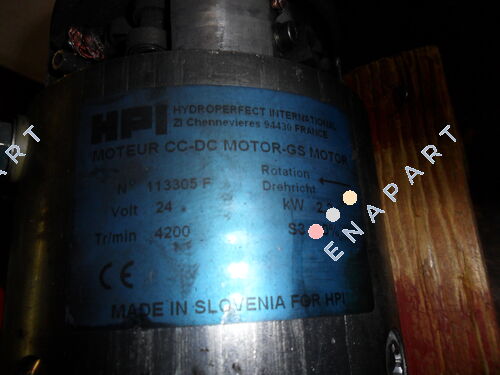 HPI HYDROPERFECT INTERNATIONAL
ZI Chennevieres 94430 FRANCE
MOTEUR CC-DC MOTOR-GS MOTOR
Rotation
N° 113305 F Drehricht
Volt 24 kW
Tr/min 4200 S3
CE
MADE IN SLOVENIA FOR HPI
ENAPART
ENAPART